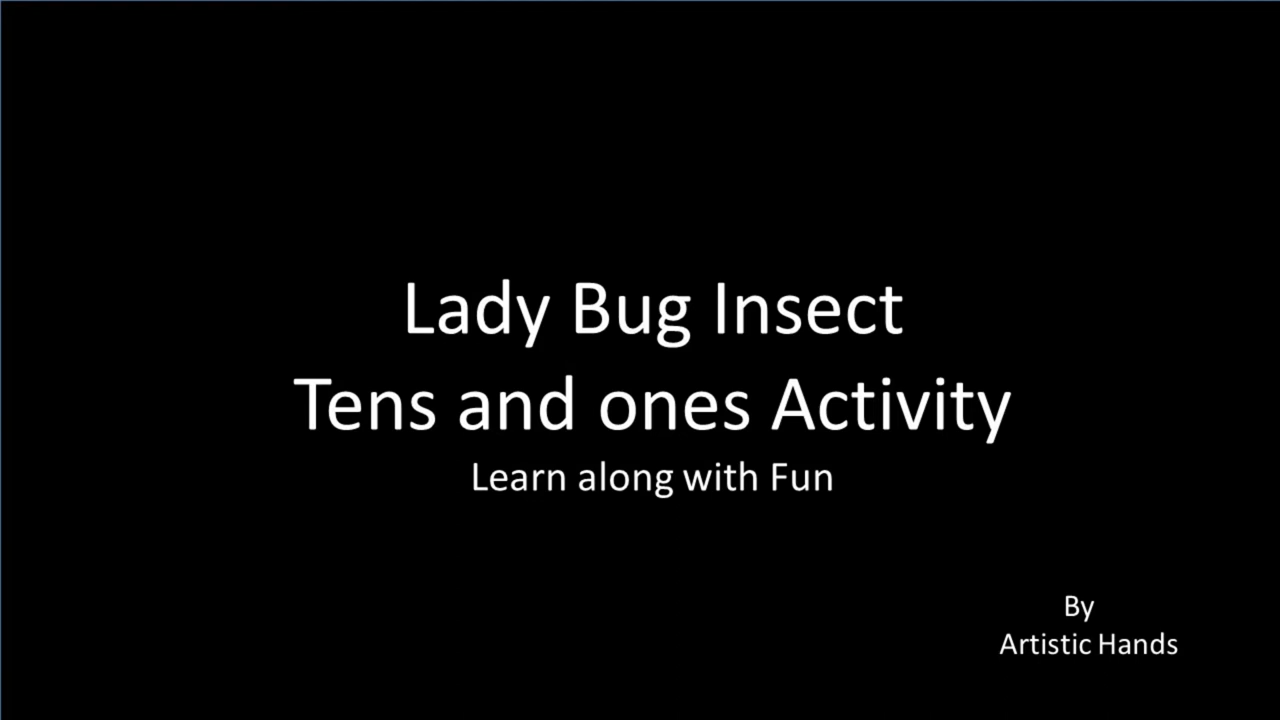 Lady Bug Insect
Tens and ones Activity
Learn along with Fun
By
Artistic Hands